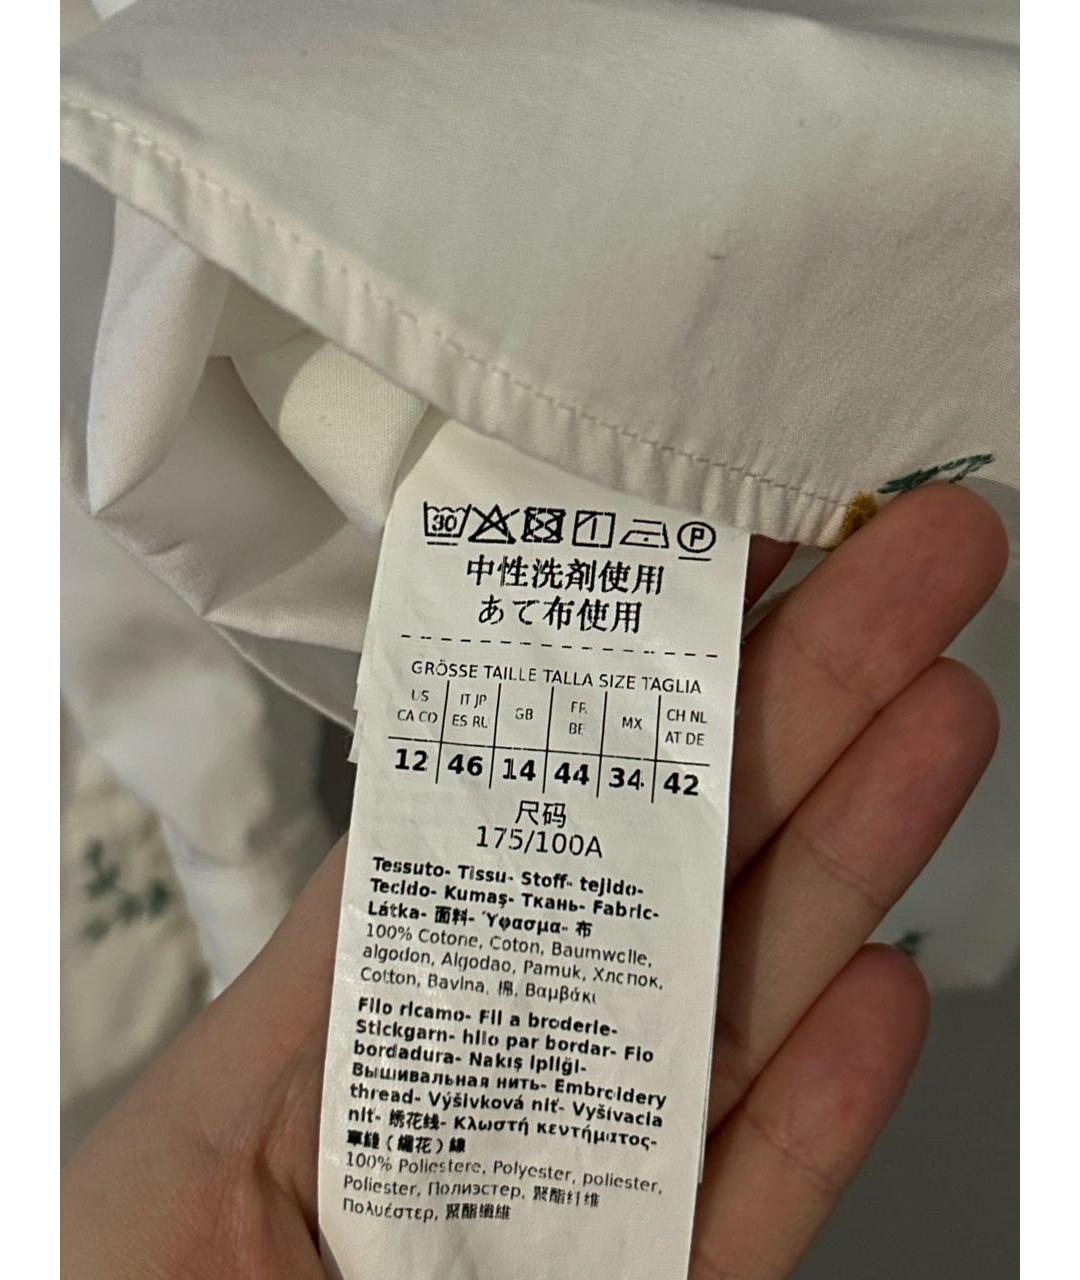 30
P
中性洗剤使用
あて布使用
GRÖSSE TAILLE TALLA SIZE TAGLIA
US CA CO | IT JP ES RU | GB | FR BE | MX | CH NL AT DE
12 | 46 | 14 | 44 | 34 | 42
尺码
175/100A
Tessuto- Tissu- Stoff- tejido-
Tecido- Kumaş- Ткань- Fabric-
Látka- 面料- Ύφασμα- 布
100% Cotone, Coton, Baumwolle,
algodon, Algodao, Pamuk, Хлопок,
Cotton, Bavlna, 棉, Βαμβάκι
Filo ricamo- Fil a broderie-
Stickgarn- hilo par bordar- Fio
bordadura- Nakış ipliği-
Вышивальная нить- Embroidery
thread- Výšivková niť- Vyšívacia
niť- 绣花线- Κλωστή κεντήματος-
車縫（繡花）線
100% Poliestere, Polyester, poliester,
Poliester, Полиэстер, 聚酯纤维
Πολυέστερ, 聚酯纖維